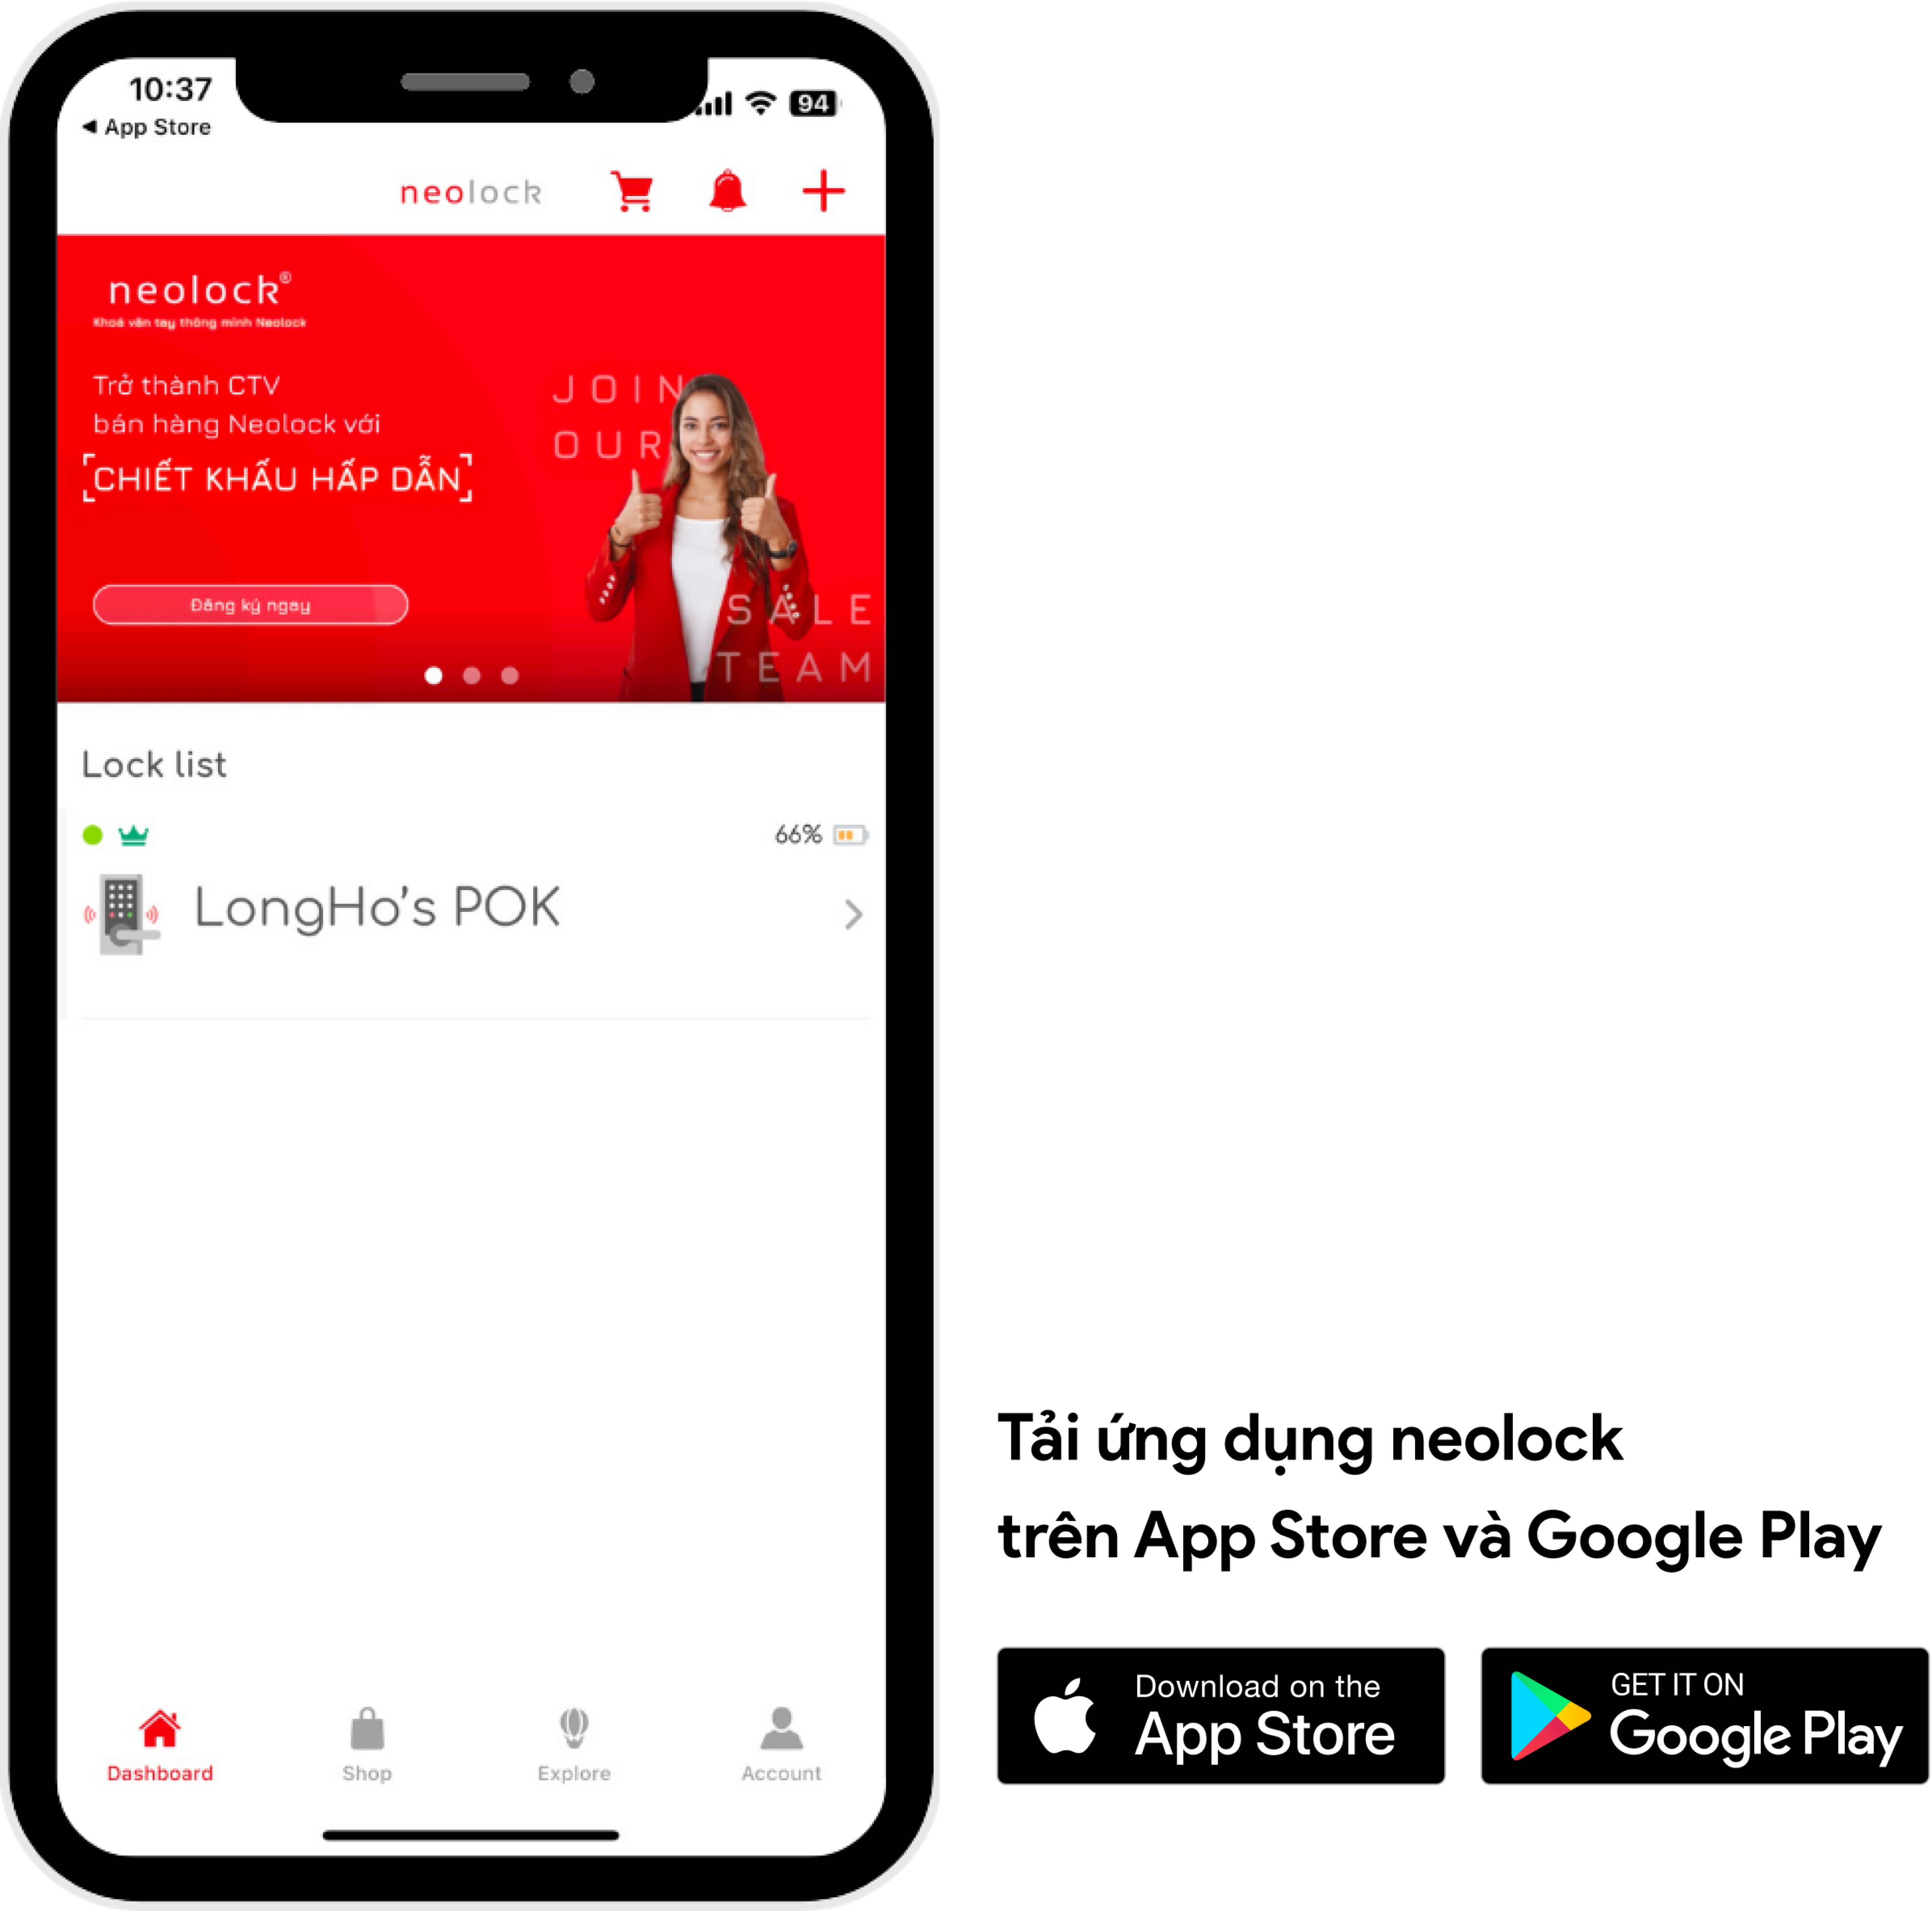 10:37
94
App Store
neolock
neolock®
Khoá vân tay thông minh Neolock
Trở thành CTV
bán hàng Neolock với
CHIẾT KHẤU HẤP DẪN
Đăng ký ngay
JOIN
OUR
SALE
TEAM
Lock list
66%
LongHo's POK
Dashboard
Shop
Explore
Account
Tải ứng dụng neolock
trên App Store và Google Play
Download on the
App Store
GET IT ON
Google Play